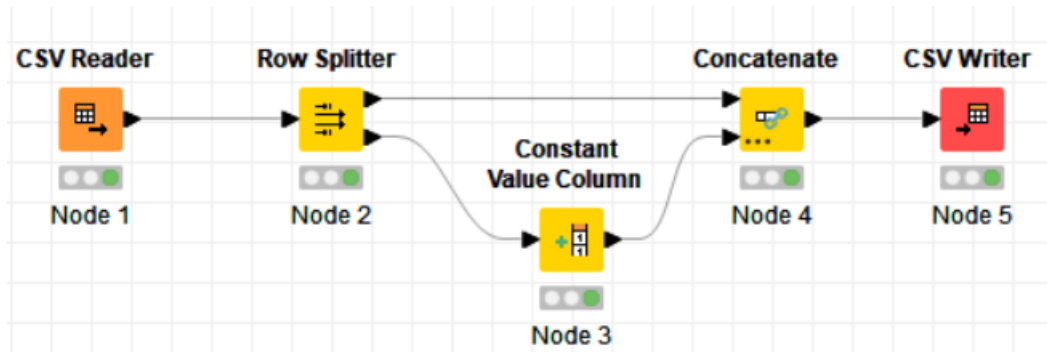 CSV Reader
Row Splitter
Concatenate
CSV Writer
Constant
Value Column
Node 1
Node 2
Node 4
Node 5
Node 3